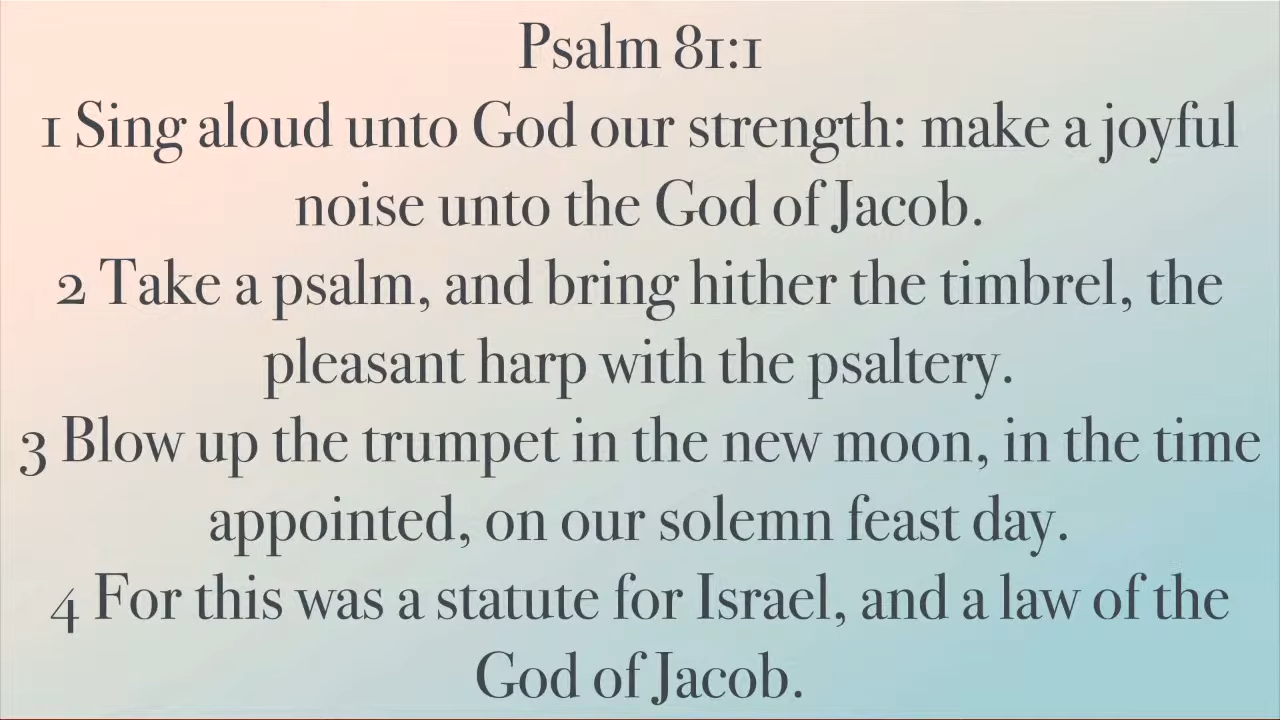 Psalm 81:1
1 Sing aloud unto God our strength: make a joyful
noise unto the God of Jacob.
2 Take a psalm, and bring hither the timbrel, the
pleasant harp with the psaltery.
3 Blow up the trumpet in the new moon, in the time
appointed, on our solemn feast day.
4 For this was a statute for Israel, and a law of the
God of Jacob.